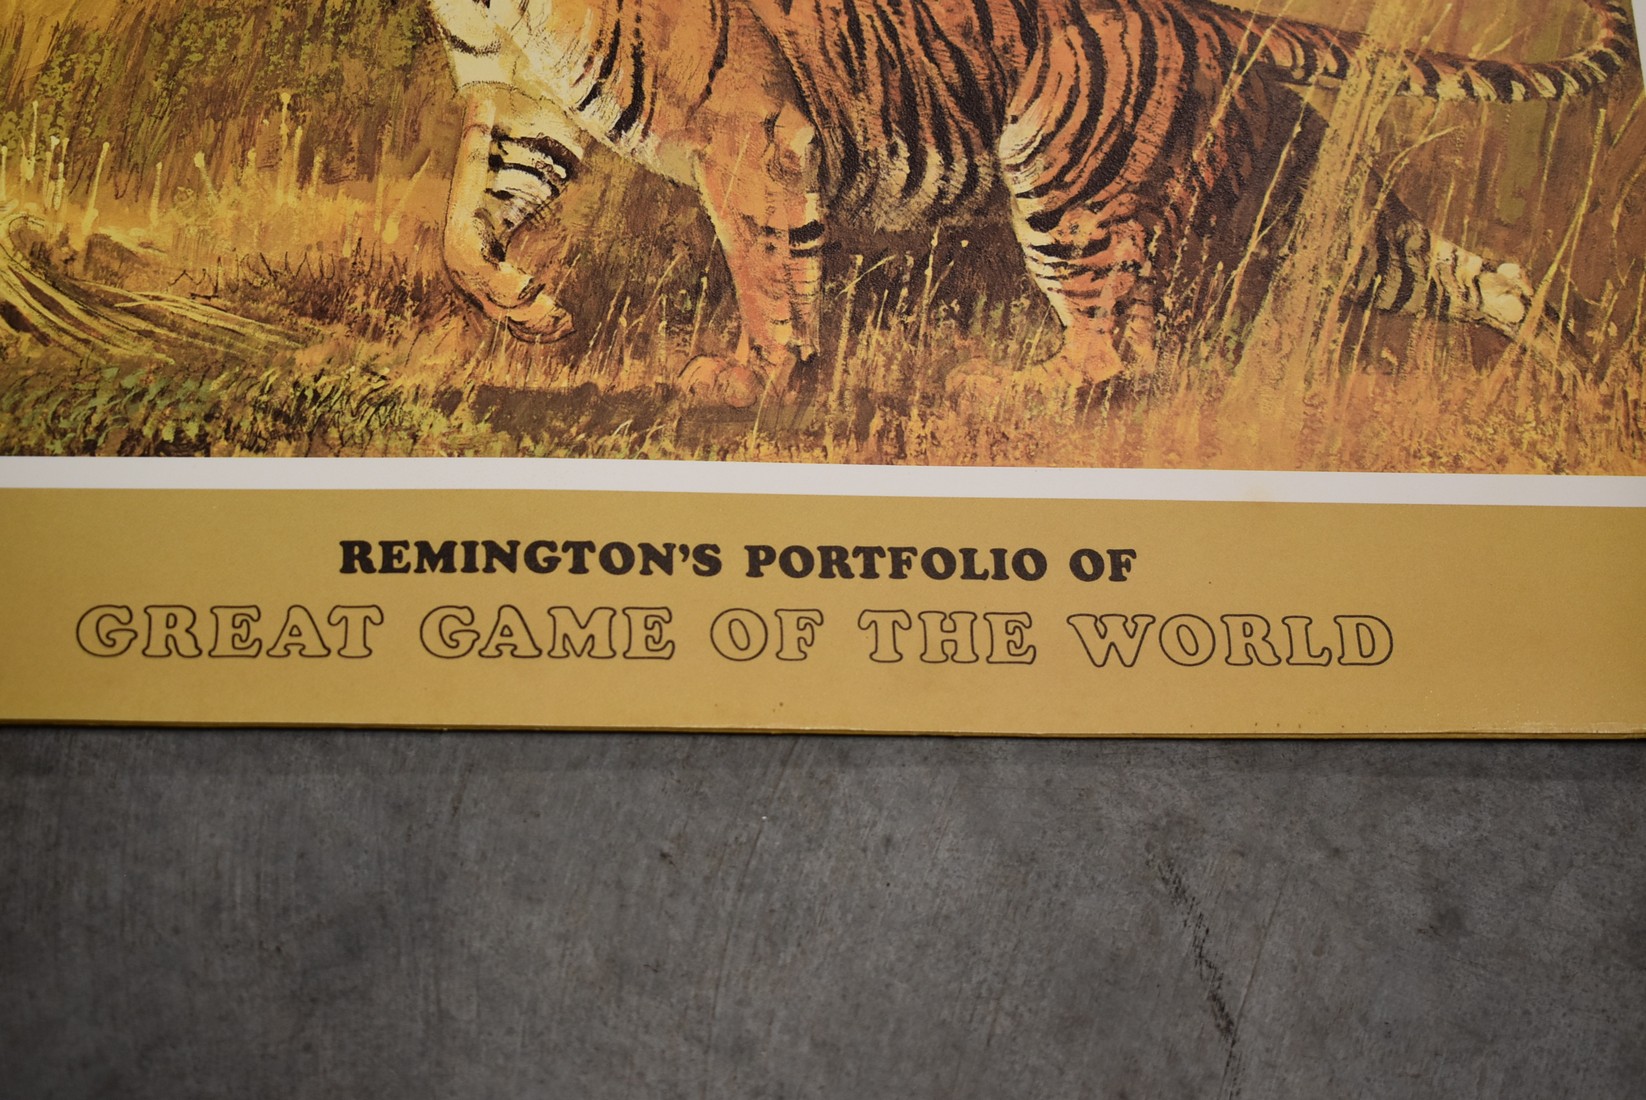 REMINGTON'S PORTFOLIO OF
GREAT GAME OF THE WORLD